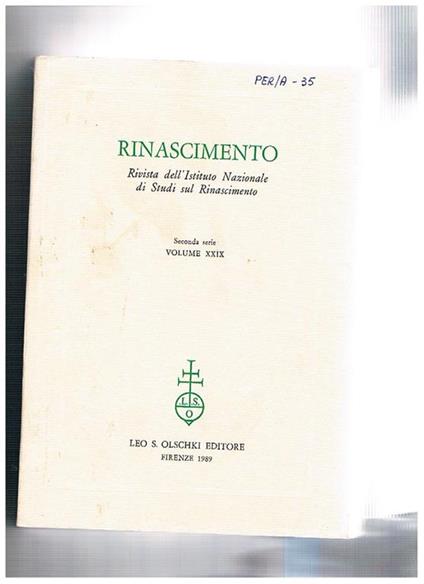 PER/A - 35
RINASCIMENTO
Rivista dell'Istituto Nazionale
di Studi sul Rinascimento
Seconda serie
VOLUME XXIX
L. S.
O
LEO S. OLSCHKI EDITORE
FIRENZE 1989